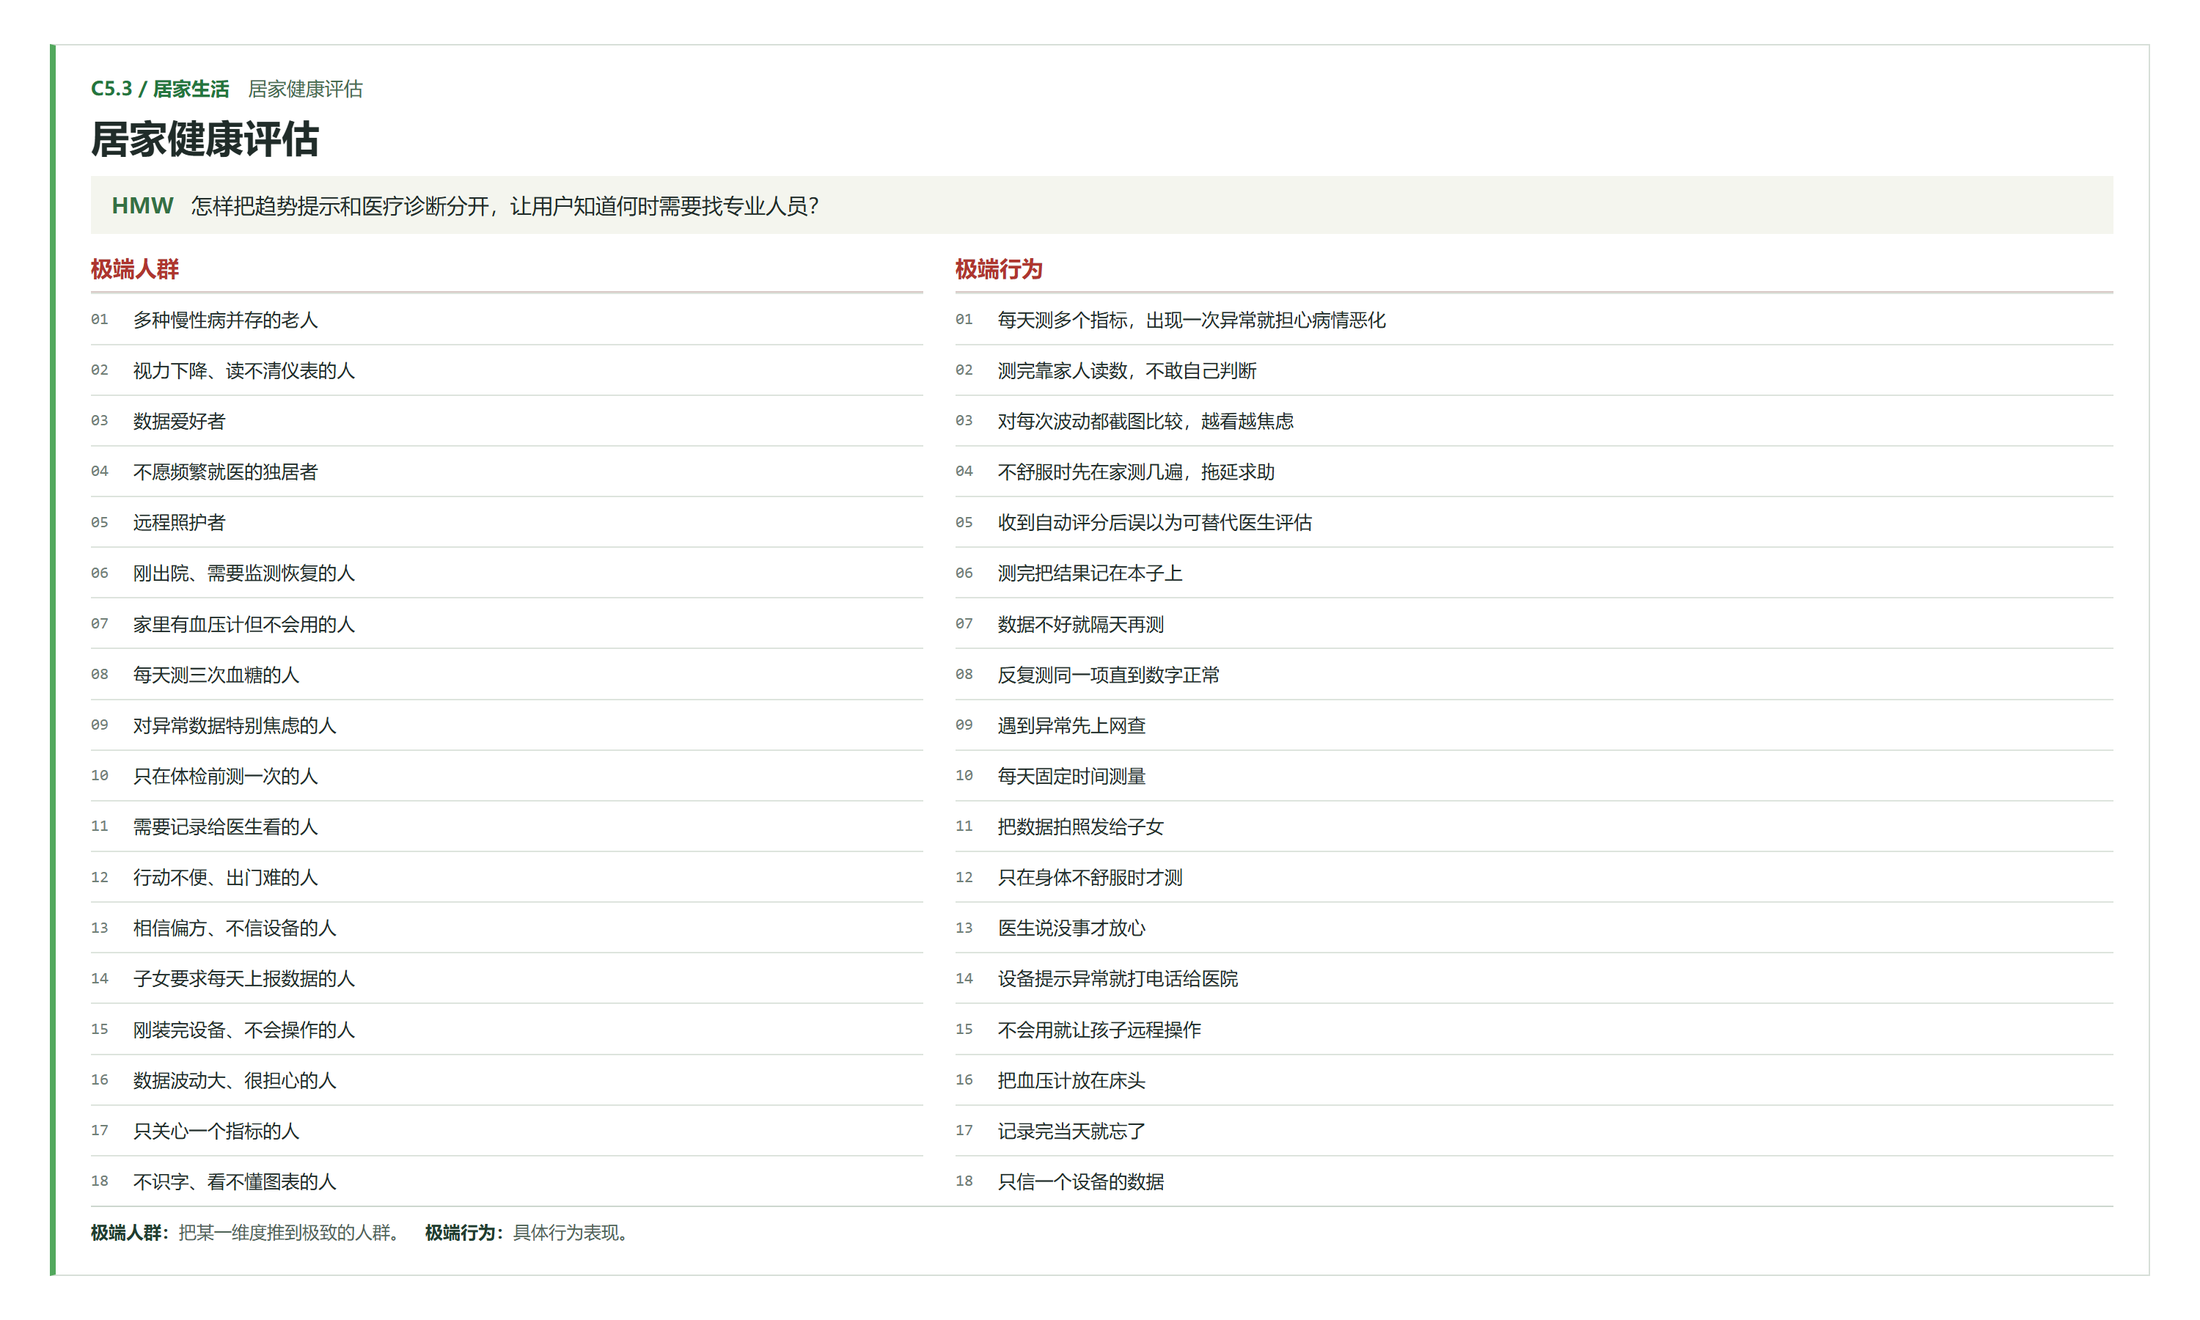 C5.3 / 居家生活 居家健康评估
居家健康评估
HMW 怎样把趋势提示和医疗诊断分开，让用户知道何时需要找专业人员？
极端人群
01 多种慢性病并存的老人
02 视力下降、读不清仪表的人
03 数据爱好者
04 不愿频繁就医的独居者
05 远程照护者
06 刚出院、需要监测恢复的人
07 家里有血压计但不会用的人
08 每天测三次血糖的人
09 对异常数据特别焦虑的人
10 只在体检前测一次的人
11 需要记录给医生看的人
12 行动不便、出门难的人
13 相信偏方、不信设备的人
14 子女要求每天上报数据的人
15 刚装完设备、不会操作的人
16 数据波动大、很担心的人
17 只关心一个指标的人
18 不识字、看不懂图表的人
极端行为
01 每天测多个指标，出现一次异常就担心病情恶化
02 测完靠家人读数，不敢自己判断
03 对每次波动都截图比较，越看越焦虑
04 不舒服时先在家测几遍，拖延求助
05 收到自动评分后误以为可替代医生评估
06 测完把结果记在本子上
07 数据不好就隔天再测
08 反复测同一项直到数字正常
09 遇到异常先上网查
10 每天固定时间测量
11 把数据拍照发给子女
12 只在身体不舒服时才测
13 医生说没事才放心
14 设备提示异常就打电话给医院
15 不会用就让孩子远程操作
16 把血压计放在床头
17 记录完当天就忘了
18 只信一个设备的数据
极端人群：把某一维度推到极致的人群。 极端行为：具体行为表现。